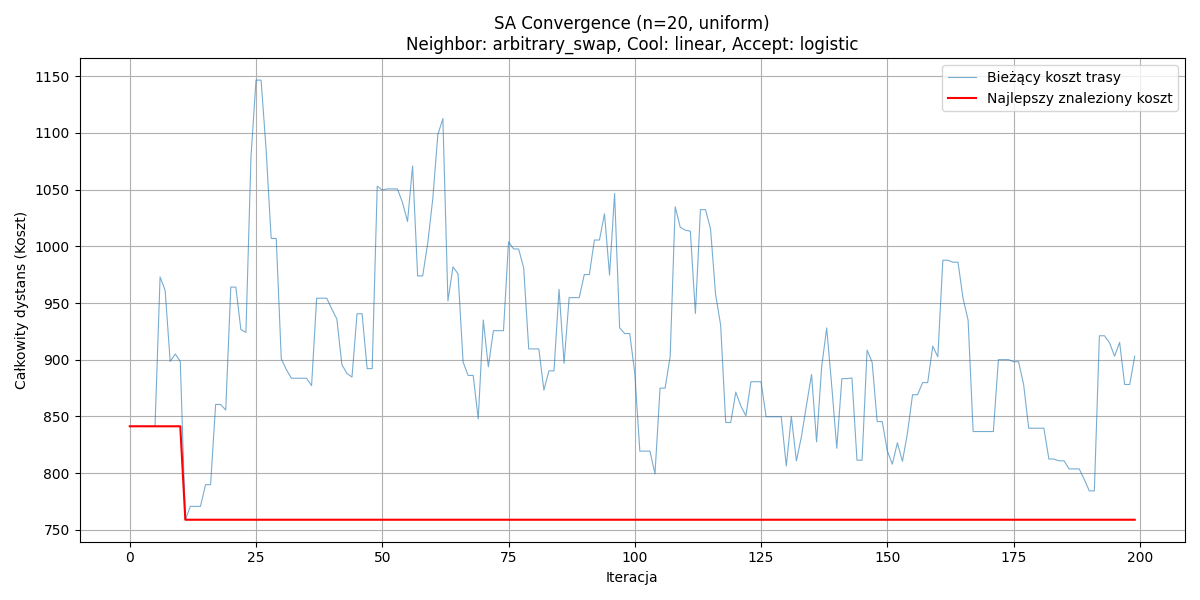 SA Convergence (n=20, uniform)
Neighbor: arbitrary_swap, Cool: linear, Accept: logistic
Bieżący koszt trasy
Najlepszy znaleziony koszt
Całkowity dystans (Koszt)
1150
1100
1050
1000
950
900
850
800
750
0 25 50 75 100 125 150 175 200
Iteracja